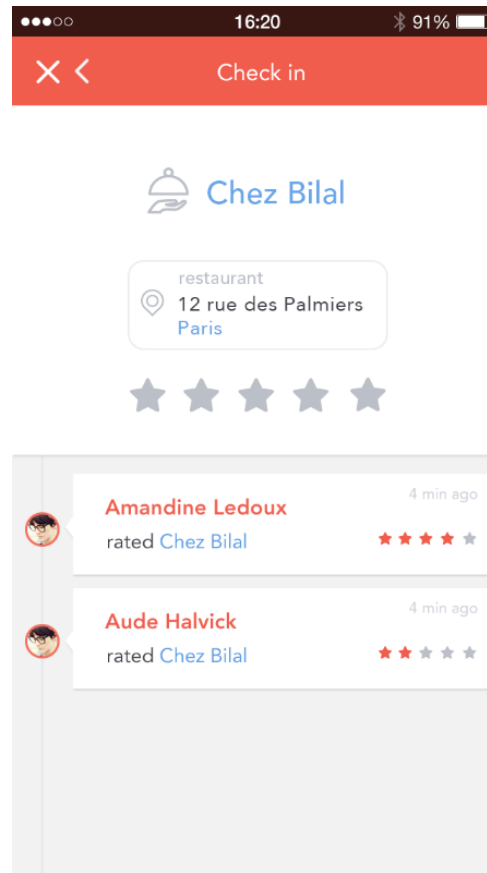 16:20
91%
Check in
Chez Bilal
restaurant
12 rue des Palmiers
Paris
4 min ago
Amandine Ledoux
rated Chez Bilal
4 min ago
Aude Halvick
rated Chez Bilal